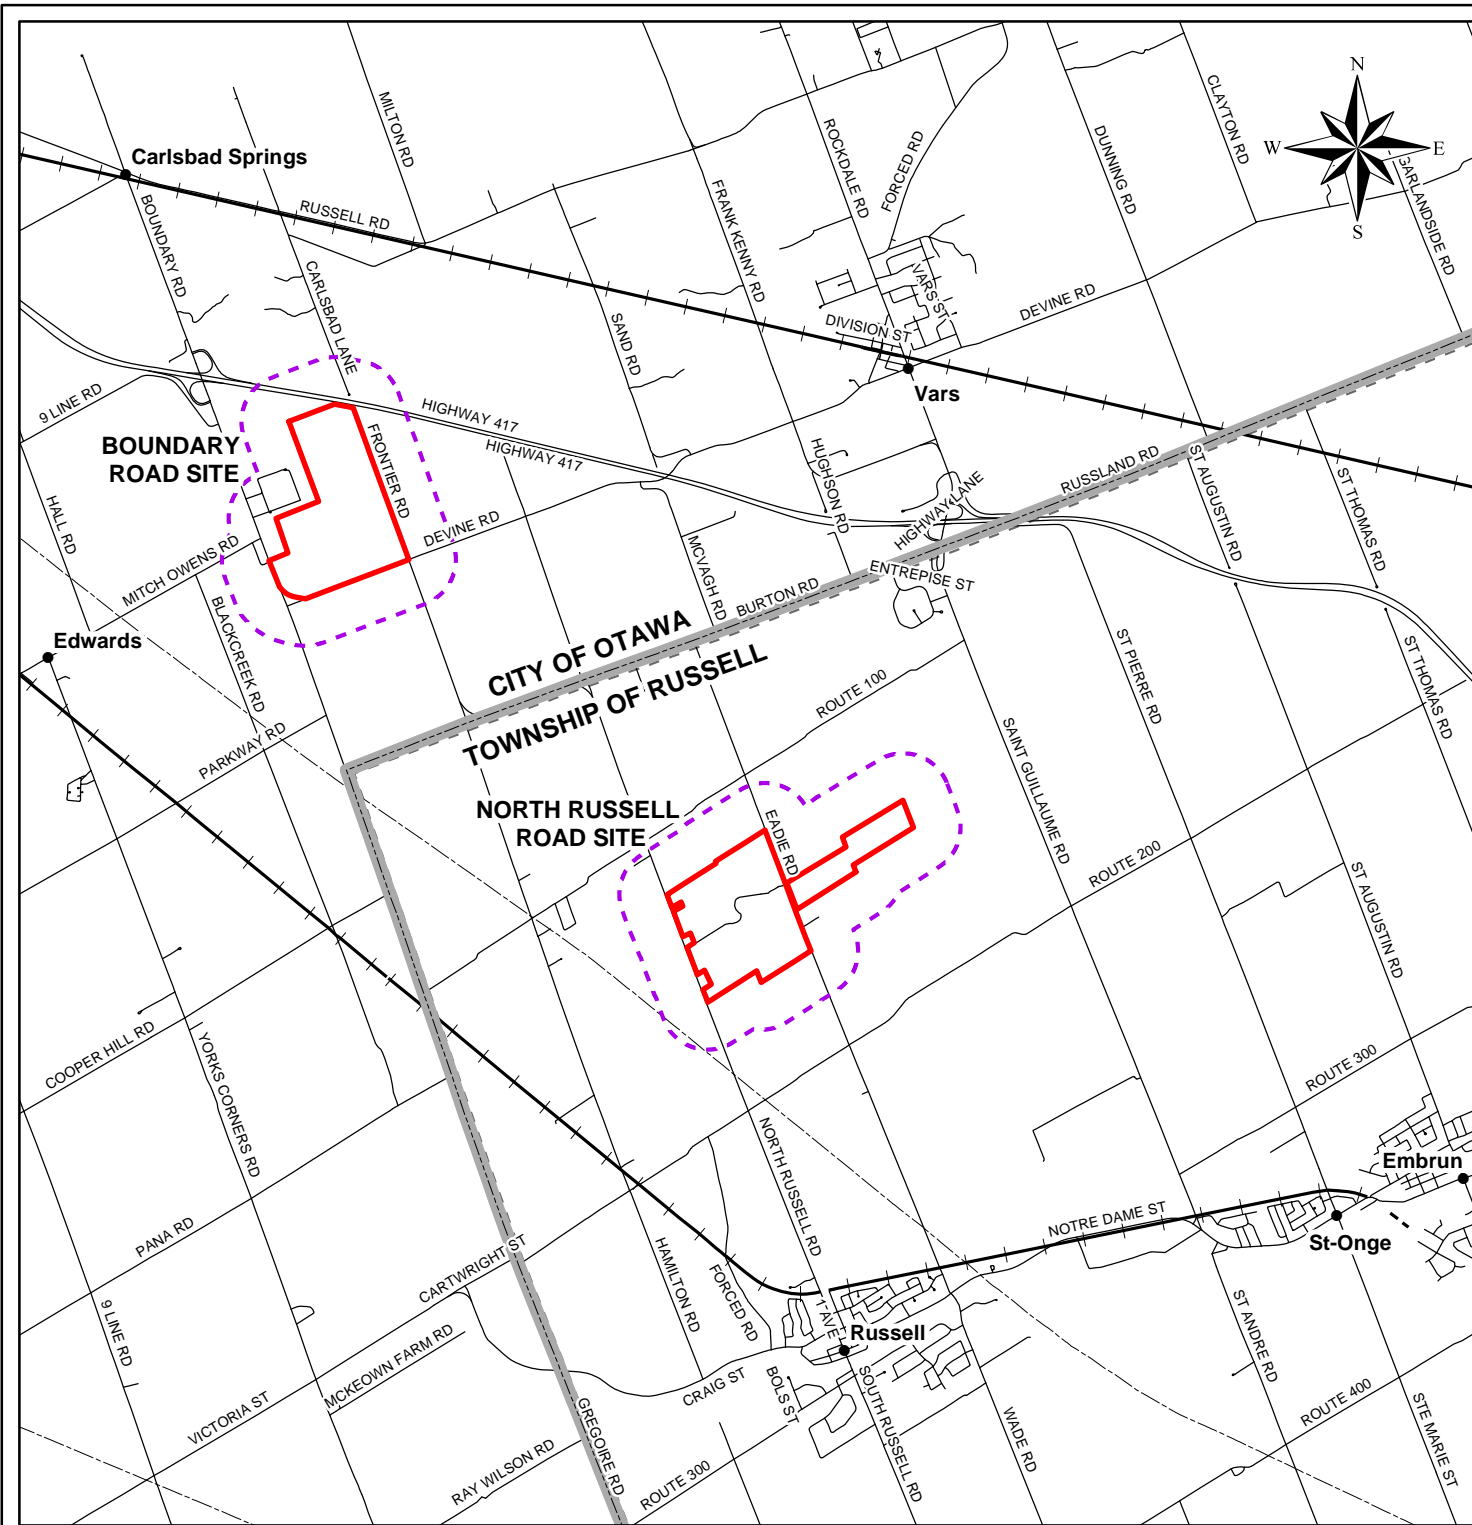 N
W
E
S
CLAYTON RD
MILTON RD
ROCKDALE RD
FORCED RD
DUNNING RD
GARLANDSIDE RD
Carlsbad Springs
RUSSELL RD
BOUNDARY RD
FRANK KENNY RD
CARLSBAD LANE
VARS ST
DEVINE RD
SAND RD
DIVISION ST
Vars
9 LINE RD
HIGHWAY 417
HIGHWAY 417
BOUNDARY
ROAD SITE
FRONTIER RD
HUGHSON RD
RUSSLAND RD
ST AUGUSTIN RD
ST THOMAS RD
HALL RD
HIGHWAY LANE
DEVINE RD
MITCH OWENS RD
MCVAGH RD
ENTREPISE ST
BURTON RD
BLACKCREEK RD
Edwards
CITY OF OTAWA
TOWNSHIP OF RUSSELL
ST PIERRE RD
ST THOMAS RD
ROUTE 100
PARKWAY RD
SAINT GUILLAUME RD
NORTH RUSSELL
ROAD SITE
EADIE RD
ROUTE 200
ST AUGUSTIN RD
COOPER HILL RD
YORKS CORNERS RD
ROUTE 300
NORTH RUSSELL RD
Embrun
PANA RD
NOTRE DAME ST
St-Onge
CARTWRIGHT ST
HAMILTON RD
FORCED RD
9 LINE RD
1 AVE
Russell
ST ANDRE RD
MCKEOWN FARM RD
CRAIG ST
BOLS ST
SOUTH RUSSELL RD
VICTORIA ST
GREGOIRE RD
WADE RD
ROUTE 400
STE MARIE ST
RAY WILSON RD
ROUTE 300